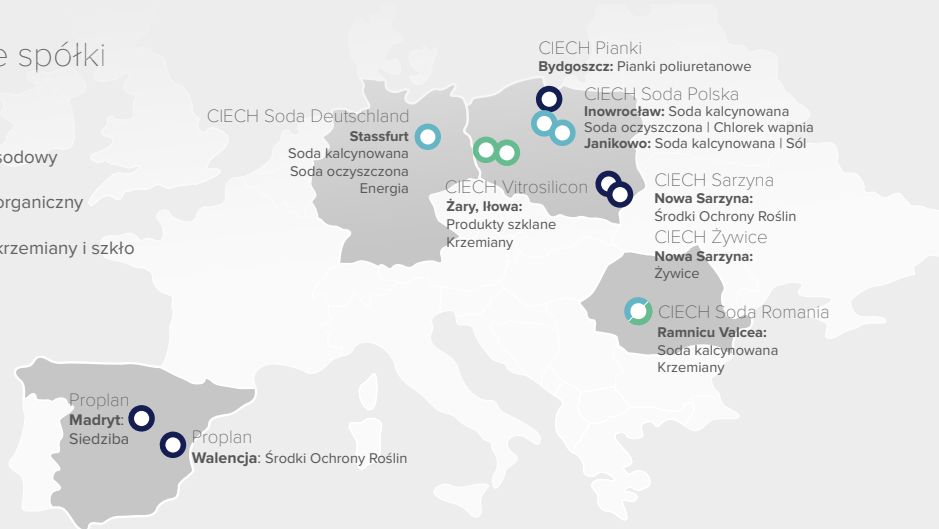 e spółki
sodowy
organiczny
krzemiany i szkło
CIECH Pianki
Bydgoszcz: Pianki poliuretanowe
CIECH Soda Polska
Inowrocław: Soda kalcynowana
Soda oczyszczona | Chlorek wapnia
Janikowo: Soda kalcynowana | Sól
CIECH Soda Deutschland
Stassfurt
Soda kalcynowana
Soda oczyszczona
Energia
CIECH Vitrosilicon
Żary, Iłowa:
Produkty szklane
Krzemiany
CIECH Sarzyna
Nowa Sarzyna:
Środki Ochrony Roślin
CIECH Żywice
Nowa Sarzyna:
Żywice
CIECH Soda Romania
Ramnicu Valcea:
Soda kalcynowana
Krzemiany
Proplan
Madryt:
Siedziba
Proplan
Walencja: Środki Ochrony Roślin